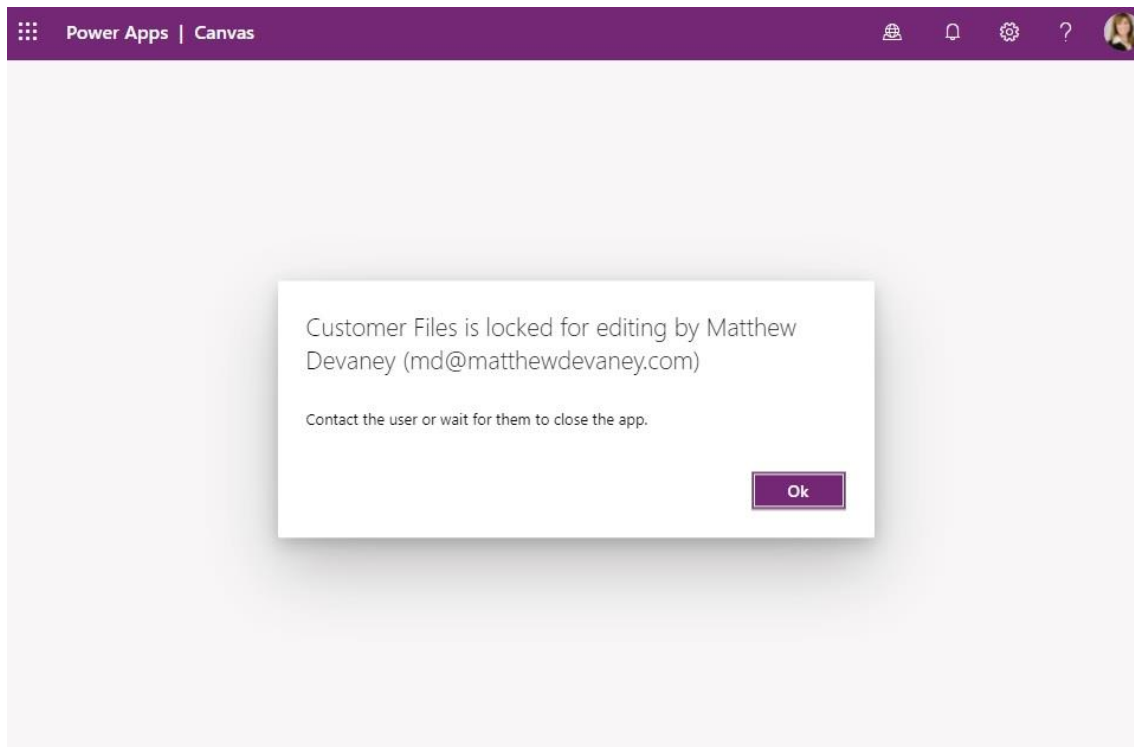 Power Apps | Canvas
?
Customer Files is locked for editing by Matthew
Devaney (md@matthewdevaney.com)
Contact the user or wait for them to close the app.
Ok